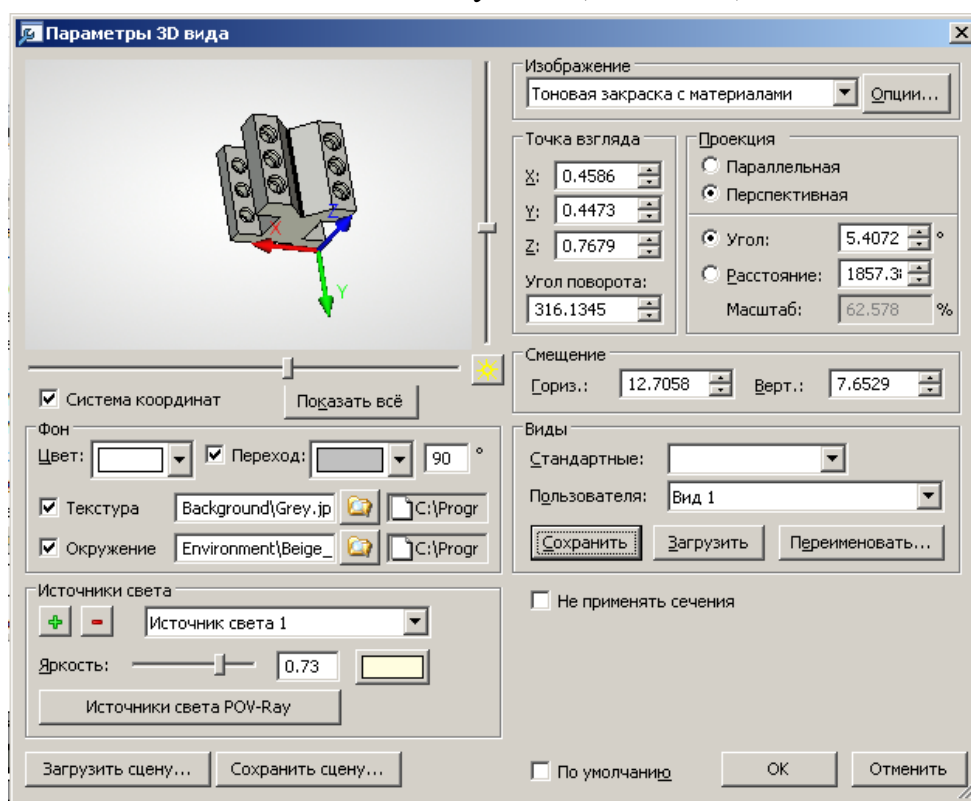 Параметры 3D вида
X
Z
Y
Система координат
Показать всё
Фон
Цвет:
Переход:
90 °
Текстура
Background\Grey.jp
C:\Progr
Окружение
Environment\Beige_
C:\Progr
Источники света
Источник света 1
Яркость:
0.73
Источники света POV-Ray
Загрузить сцену...
Сохранить сцену...
Изображение
Тоновая закраска с материалами
Опции...
Точка взгляда
X: 0.4586
Y: 0.4473
Z: 0.7679
Угол поворота:
316.1345
Проекция
Параллельная
Перспективная
Угол: 5.4072 °
Расстояние: 1857.3
Масштаб: 62.578 %
Смещение
Гориз.: 12.7058
Верт.: 7.6529
Виды
Стандартные:
Пользователя: Вид 1
Сохранить
Загрузить
Переименовать...
Не применять сечения
По умолчанию
OK
Отменить